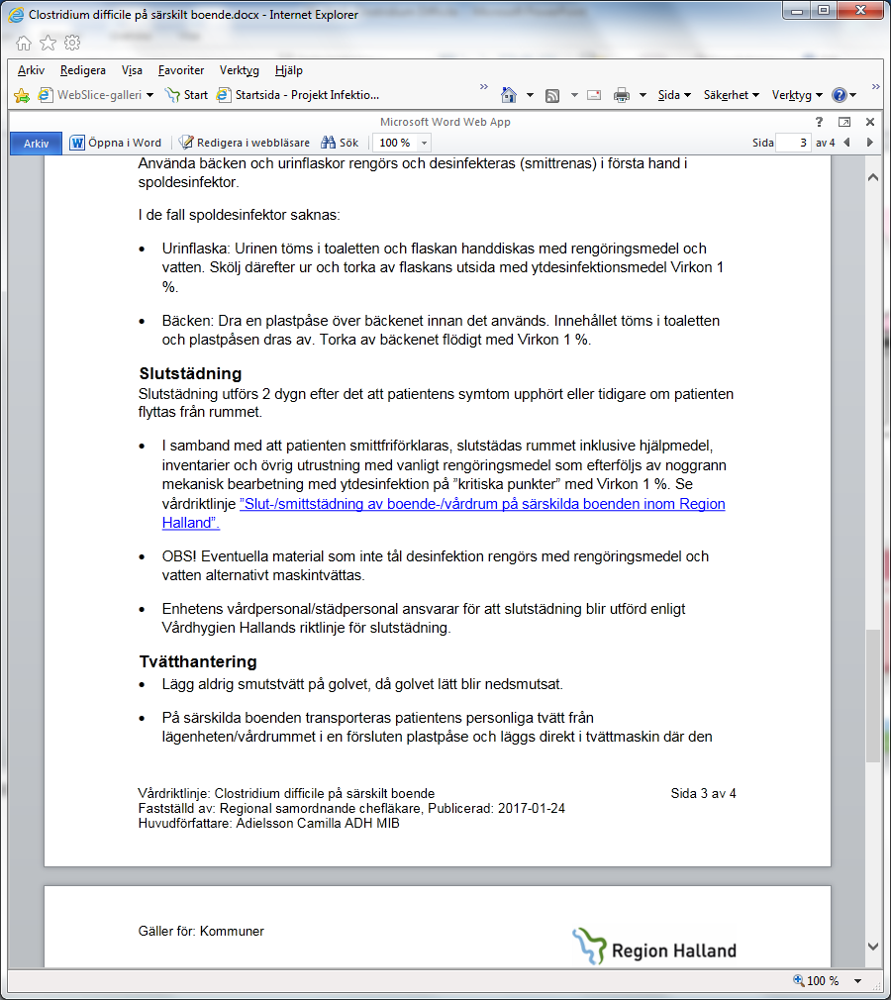 Clostridium difficile på särskilt boende.docx - Internet Explorer
Arkiv Redigera Visa Favoriter Verktyg Hjälp
WebSlice-galleri Start Startsida - Projekt Infektio... » Sida Säkerhet Verktyg »
Microsoft Word Web App ?
Arkiv Öppna i Word Redigera i webbläsare Sök 100 % Sida 3 av 4
Använda bäcken och urinflaskor rengörs och desinfekteras (smittrenas) i första hand i
spoldesinfektor.
I de fall spoldesinfektor saknas:
• Urinflaska: Urinen töms i toaletten och flaskan handdiskas med rengöringsmedel och
vatten. Skölj därefter ur och torka av flaskans utsida med ytdesinfektionsmedel Virkon 1
%.
• Bäcken: Dra en plastpåse över bäckenet innan det används. Innehållet töms i toaletten
och plastpåsen dras av. Torka av bäckenet flödigt med Virkon 1 %.
Slutstädning
Slutstädning utförs 2 dygn efter det att patientens symtom upphört eller tidigare om patienten
flyttas från rummet.
• I samband med att patienten smittfriförklaras, slutstädas rummet inklusive hjälpmedel,
inventarier och övrig utrustning med vanligt rengöringsmedel som efterföljs av noggrann
mekanisk bearbetning med ytdesinfektion på ”kritiska punkter” med Virkon 1 %. Se
vårdriktlinje ”Slut-/smittstädning av boende-/vårdrum på särskilda boenden inom Region
Halland”.
• OBS! Eventuella material som inte tål desinfektion rengörs med rengöringsmedel och
vatten alternativt maskintvättas.
• Enhetens vårdpersonal/städpersonal ansvarar för att slutstädning blir utförd enligt
Vårdhygien Hallands riktlinje för slutstädning.
Tvätthantering
• Lägg aldrig smutstvätt på golvet, då golvet lätt blir nedsmutsat.
• På särskilda boenden transporteras patientens personliga tvätt från
lägenheten/vårdrummet i en försluten plastpåse och läggs direkt i tvättmaskin där den
Vårdriktlinje: Clostridium difficile på särskilt boende Sida 3 av 4
Fastställd av: Regional samordnande chefläkare, Publicerad: 2017-01-24
Huvudförfattare: Adielsson Camilla ADH MIB
Gäller för: Kommuner
Region Halland
100 %